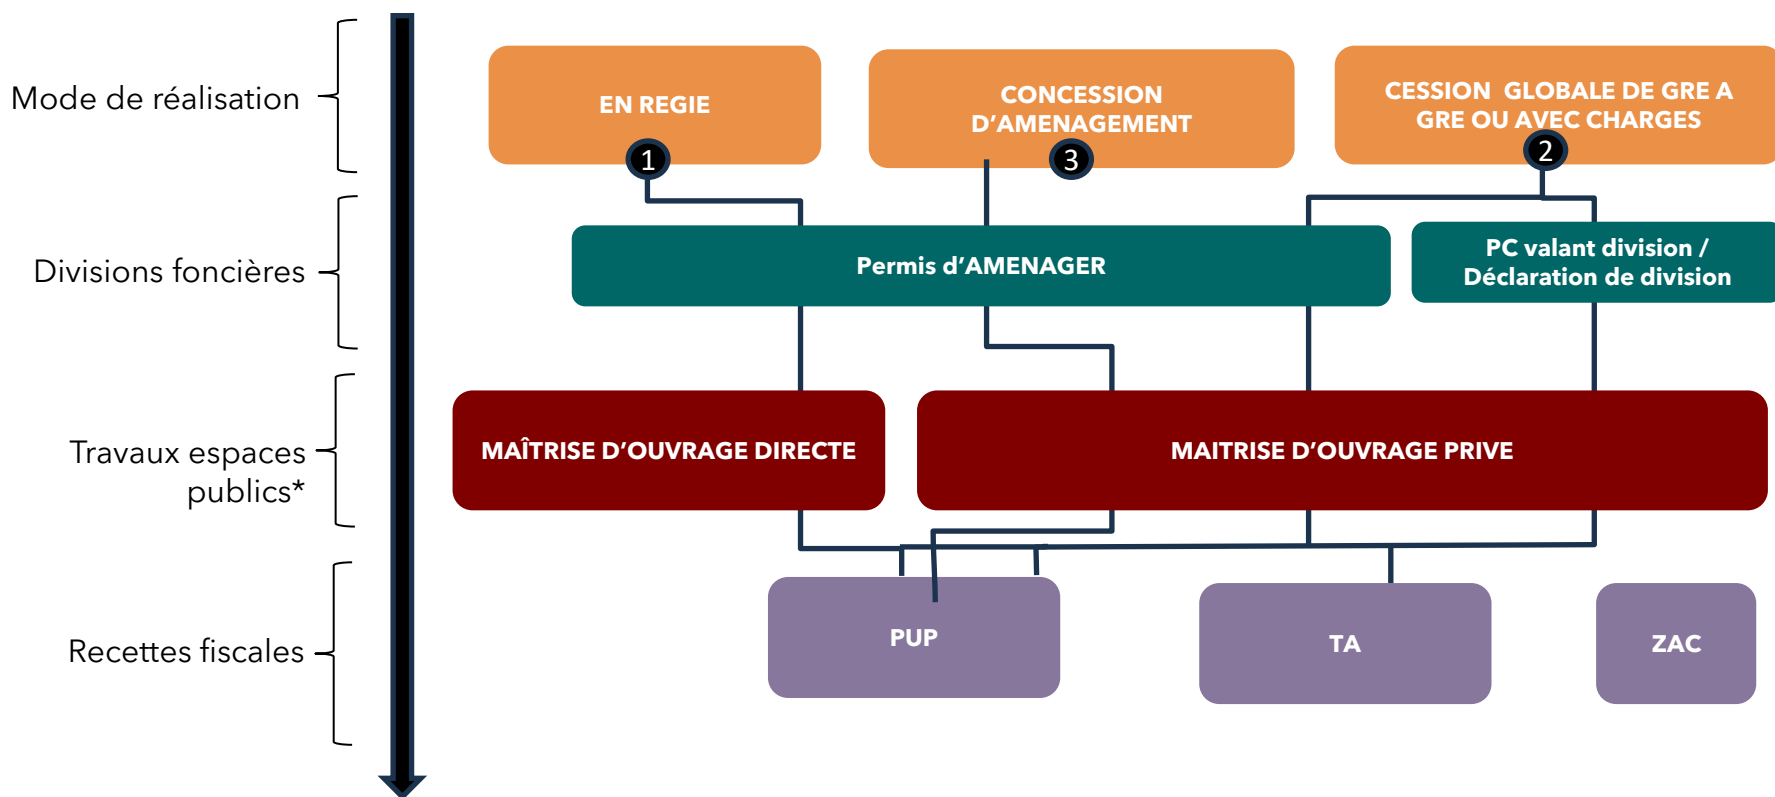 Mode de réalisation
EN REGIE
CONCESSION
D'AMENAGEMENT
CESSION GLOBALE DE GRE A
GRE OU AVEC CHARGES
1
3
2
Divisions foncières
Permis d'AMENAGER
PC valant division /
Déclaration de division
Travaux espaces
publics*
MAÎTRISE D'OUVRAGE DIRECTE
MAITRISE D'OUVRAGE PRIVE
Recettes fiscales
PUP
TA
ZAC